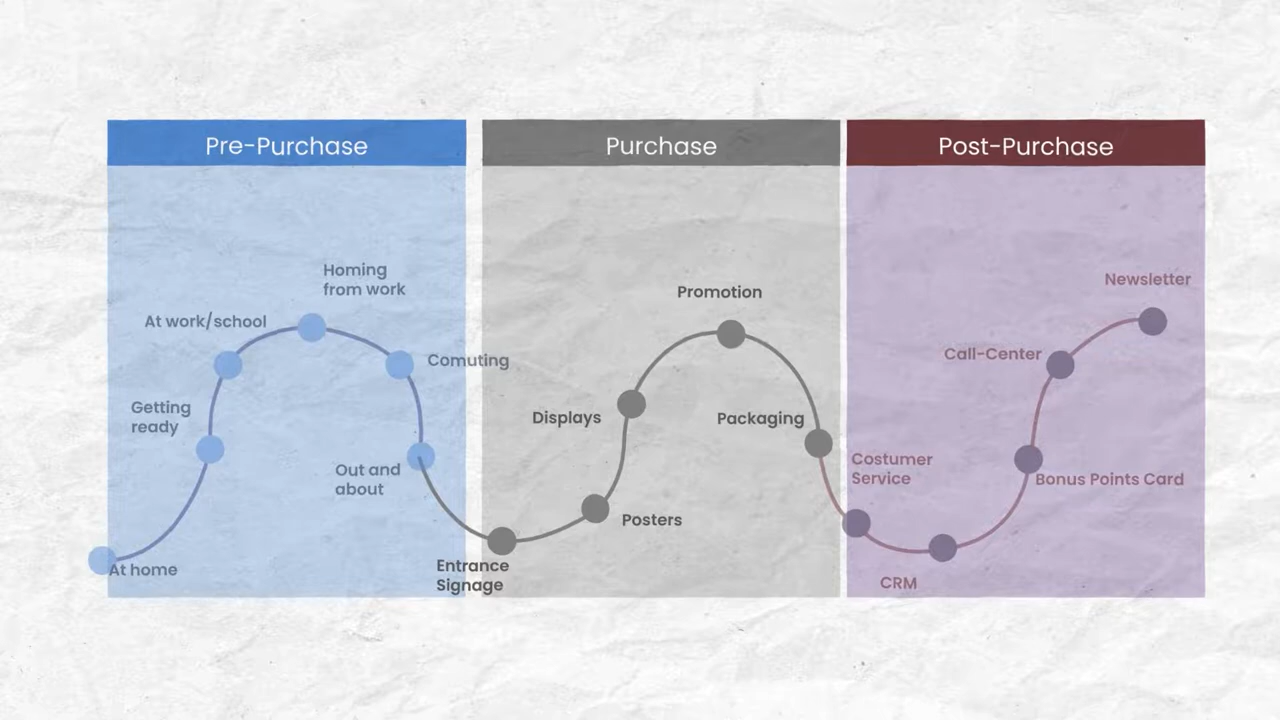 Pre-Purchase
Purchase
Post-Purchase
Homing
from work
At work/school
Comuting
Getting
ready
Out and
about
At home
Promotion
Displays
Packaging
Posters
Entrance
Signage
Newsletter
Call-Center
Costumer
Service
Bonus Points Card
CRM